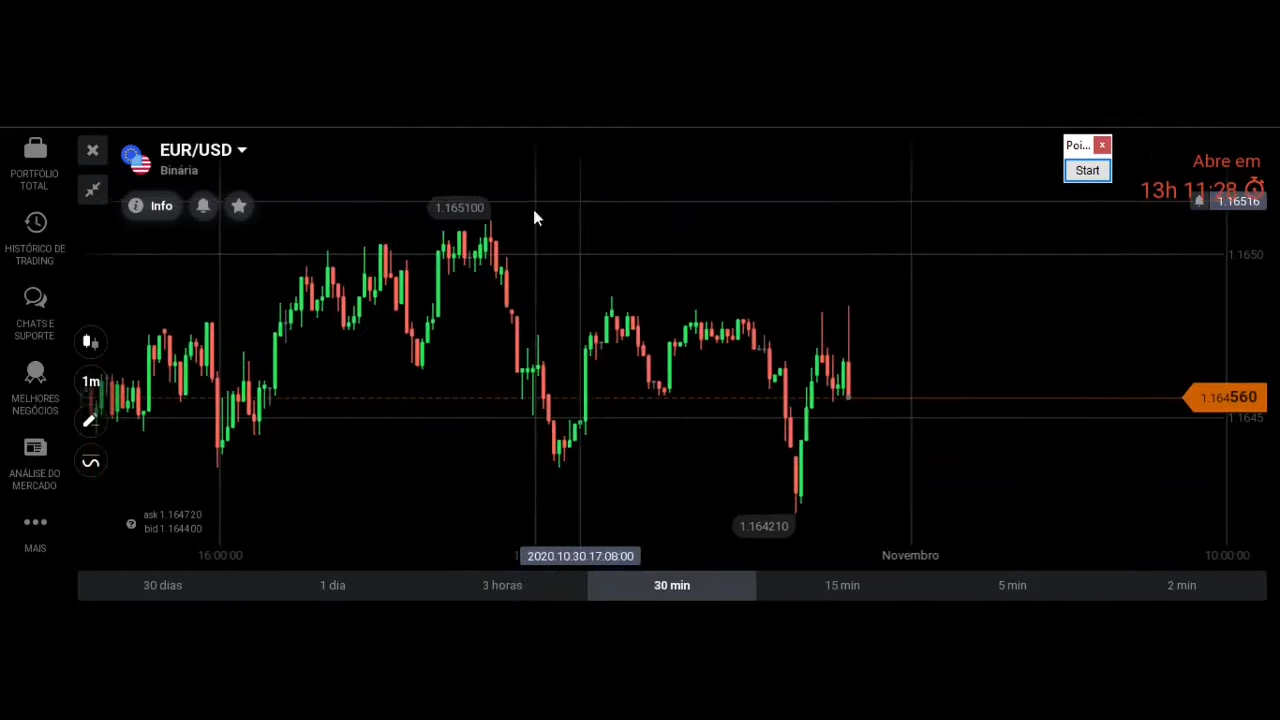 PORTFÓLIO
TOTAL
HISTÓRICO DE
TRADING
CHATS E
SUPORTE
MELHORES
NEGÓCIOS
ANÁLISE DO
MERCADO
MAIS
EUR/USD
Binária
Info
1m
Poi... x
Start
Abre em
13h 11:28
1.16516
1.1650
1.165100
1.164560
1.1645
1.164210
ask 1.164720
bid 1.164400
16:00:00
2020.10.30 17:08:00
Novembro
10:00:00
30 dias
1 dia
3 horas
30 min
15 min
5 min
2 min